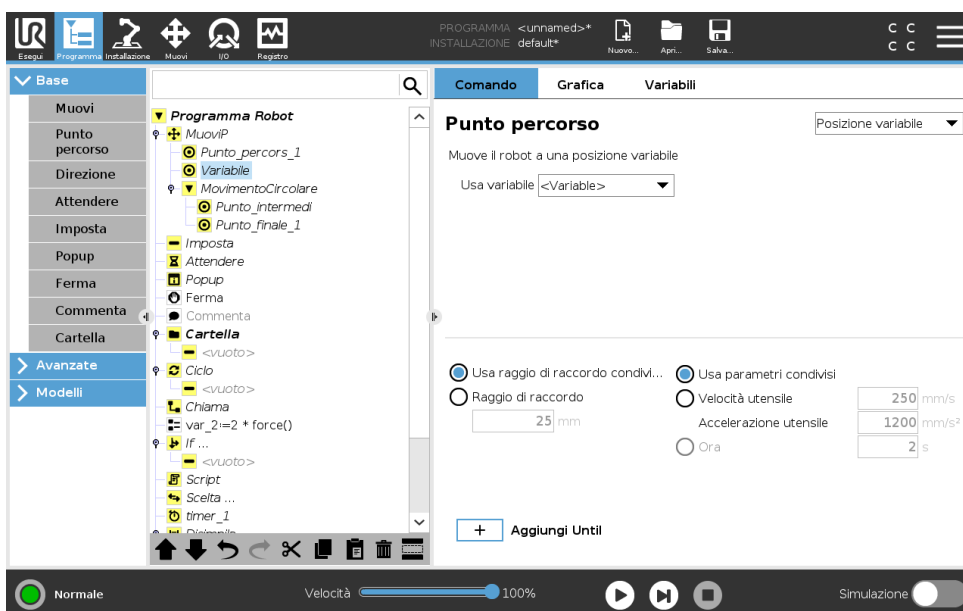 UR
PROGRAMMA <unnamed>*
INSTALLAZIONE default*
C C
C C
Esegui
Programma
Installazione
Muovi
I/O
Registro
Nuovo...
Apri...
Salva...
Base
Muovi
Punto
percorso
Direzione
Attendere
Imposta
Popup
Ferma
Commenta
Cartella
Avanzate
Modelli
Programma Robot
MuoviP
Punto_percors_1
Variabile
MovimentoCircolare
Punto_intermedi
Punto_finale_1
Imposta
Attendere
Popup
Ferma
Commenta
Cartella
<vuoto>
Ciclo
<vuoto>
Chiama
var_2:=2 * force()
If ...
<vuoto>
Script
Scelta ...
timer_1
Comando
Grafica
Variabili
Punto percorso
Posizione variabile
Muove il robot a una posizione variabile
Usa variabile <Variable>
Usa raggio di raccordo condivi...
Usa parametri condivisi
Raggio di raccordo
Velocità utensile 250 mm/s
25 mm
Accelerazione utensile 1200 mm/s²
Ora 2 s
+ Aggiungi Until
Normale
Velocità 100%
Simulazione